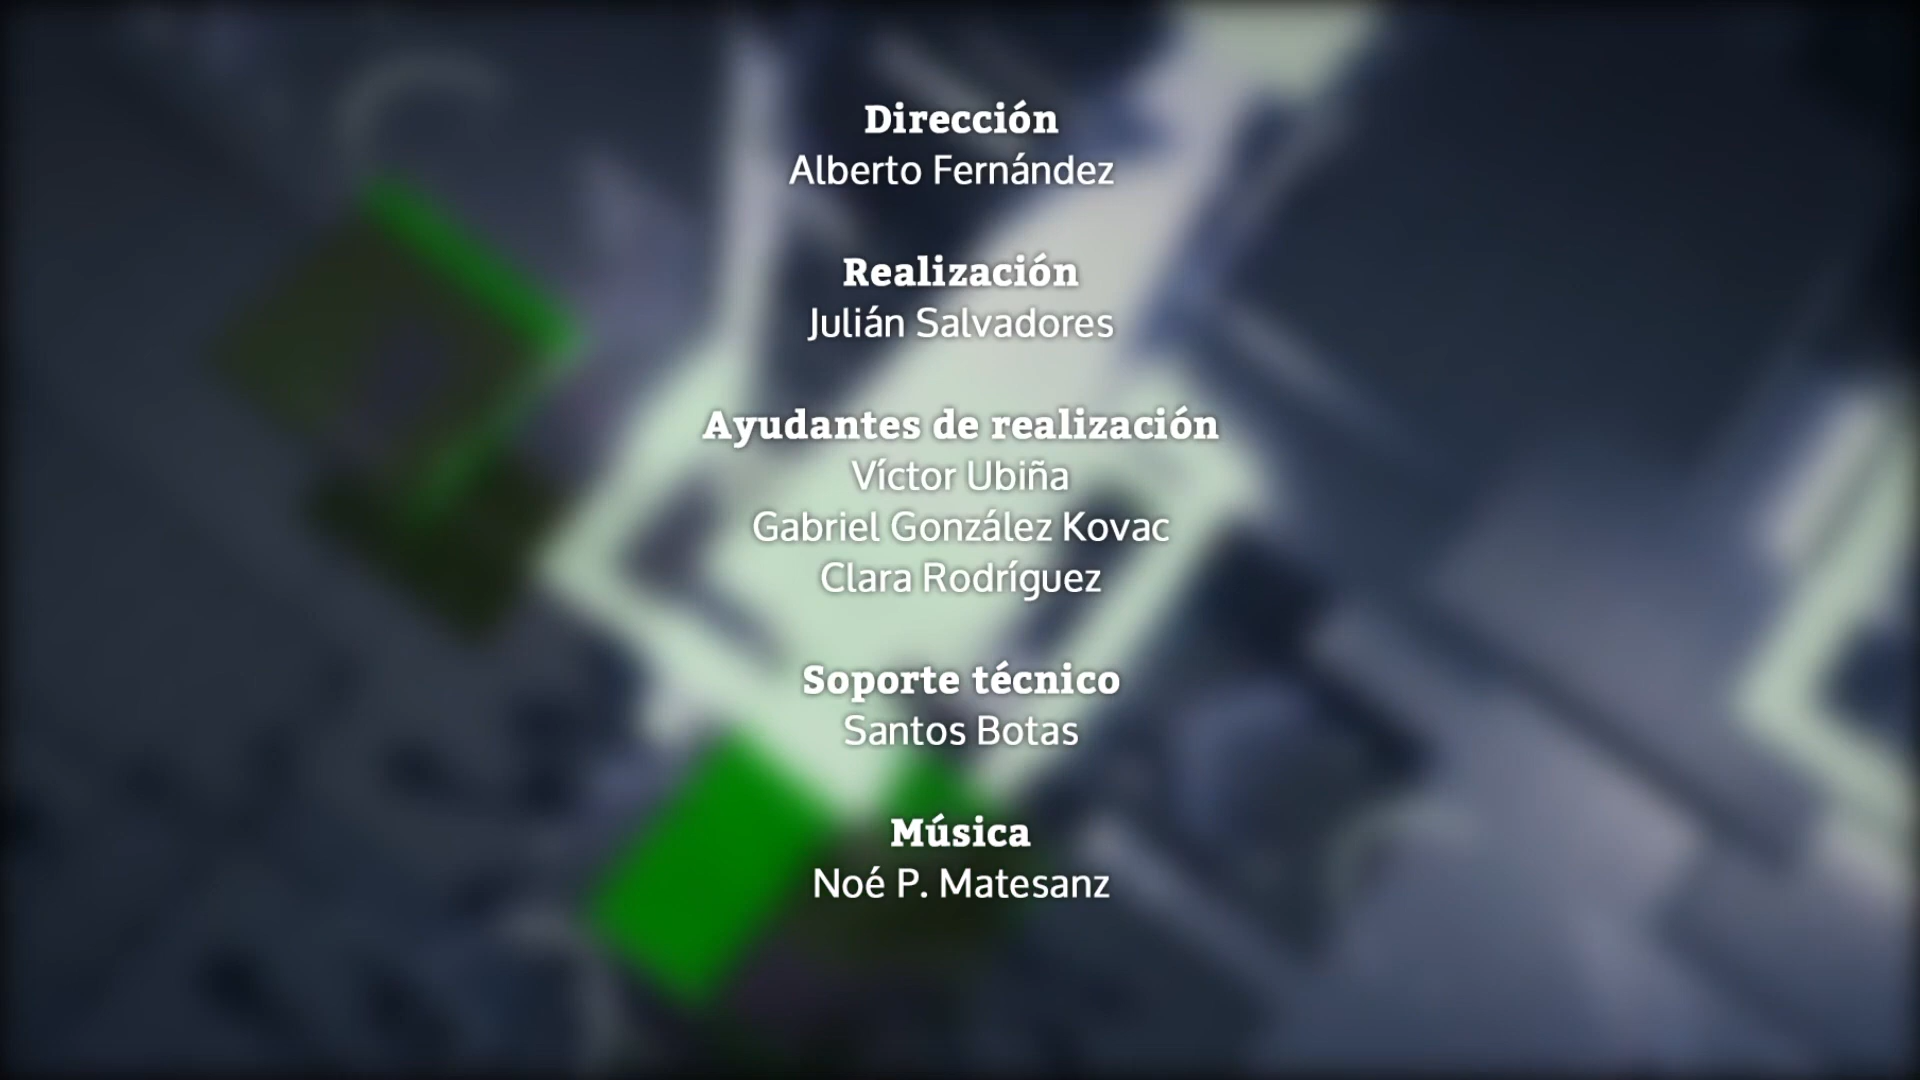 Dirección
Alberto Fernández
Realización
Julián Salvadores
Ayudantes de realización
Víctor Ubiña
Gabriel González Kovac
Clara Rodríguez
Soporte técnico
Santos Botas
Música
Noé P. Matesanz